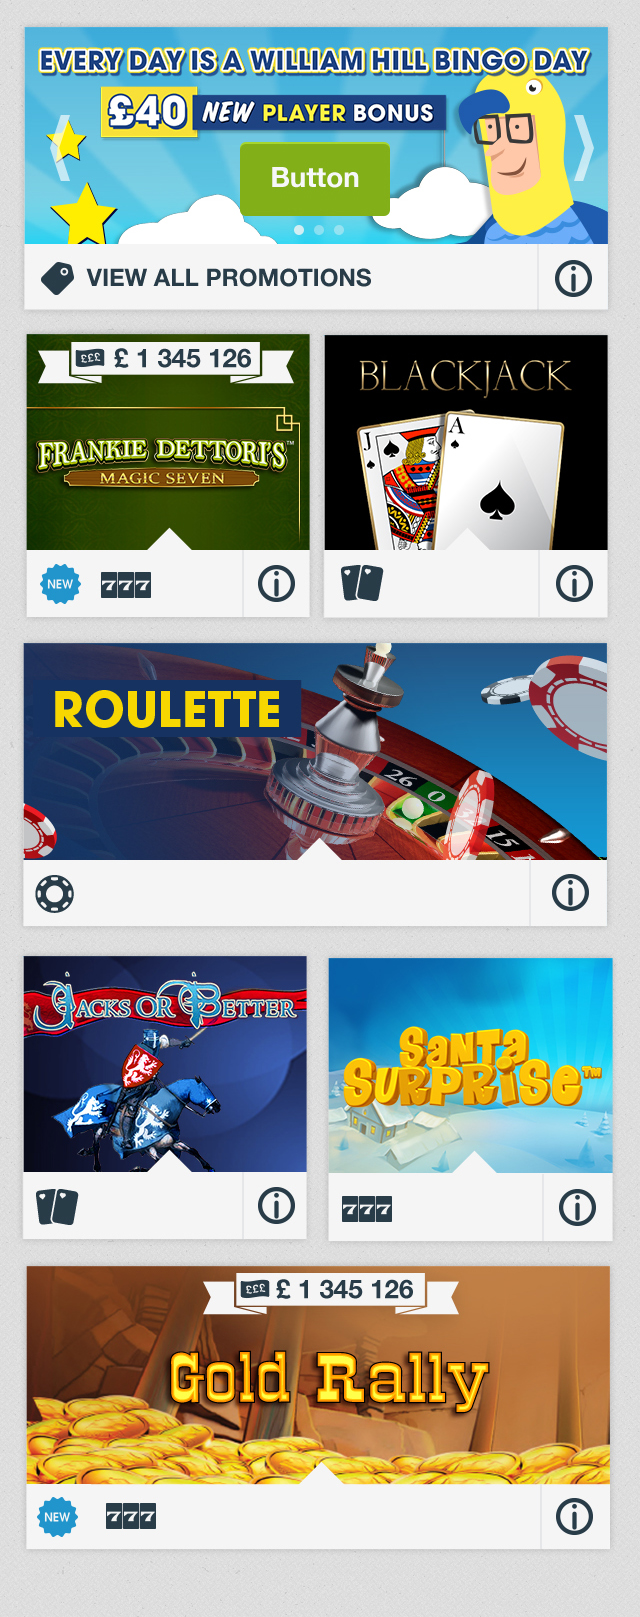 EVERY DAY IS A WILLIAM HILL BINGO DAY
£40 NEW PLAYER BONUS
Button
VIEW ALL PROMOTIONS
£££ £ 1 345 126
FRANKIE DETTORI'S™
MAGIC SEVEN
NEW 777
BLACKJACK
J A
ROULETTE
26 0 32 15
JACKS OR BETTER
SANTA
SURPRISE™
777
£££ £ 1 345 126
Gold Rally
NEW 777